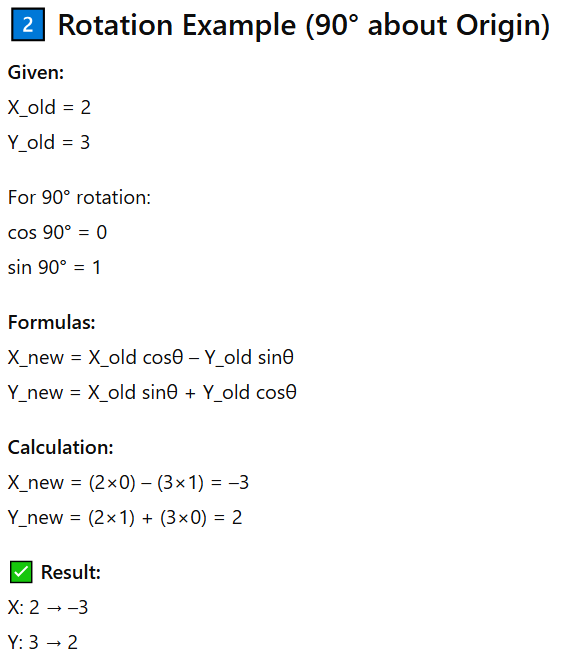 2 Rotation Example (90° about Origin)
Given:
X_old = 2
Y_old = 3
For 90° rotation:
cos 90° = 0
sin 90° = 1
Formulas:
X_new = X_old cosθ – Y_old sinθ
Y_new = X_old sinθ + Y_old cosθ
Calculation:
X_new = (2×0) – (3×1) = –3
Y_new = (2×1) + (3×0) = 2
✅ Result:
X: 2 → –3
Y: 3 → 2